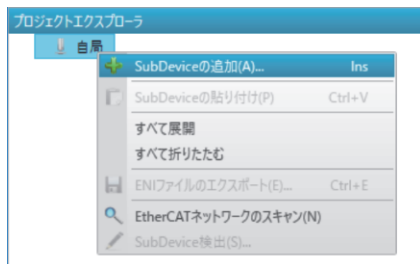 プロジェクトエクスプローラ
自局
SubDeviceの追加(A)... Ins
SubDeviceの貼り付け(P) Ctrl+V
すべて展開
すべて折りたたむ
ENIファイルのエクスポート(E)... Ctrl+E
EtherCATネットワークのスキャン(N)
SubDevice検出(S)...